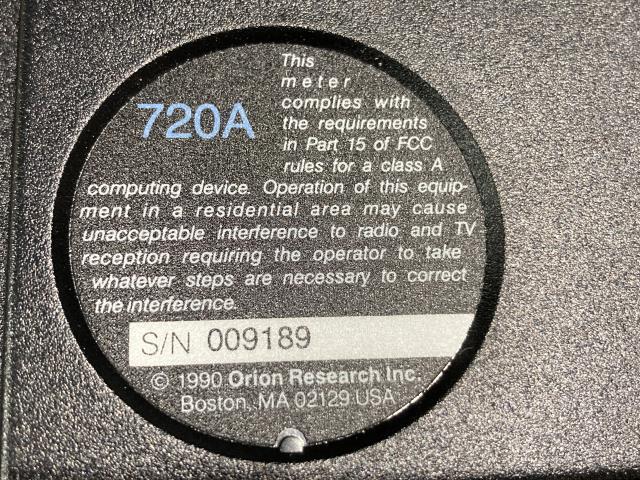 This
meter
720A
complies with
the requirements
in Part 15 of FCC
rules for a class A
computing device. Operation of this equip-
ment in a residential area may cause
unacceptable interference to radio and TV
reception requiring the operator to take
whatever steps are necessary to correct
the interference.
S/N 009189
© 1990 Orion Research Inc.
Boston, MA 02129 USA